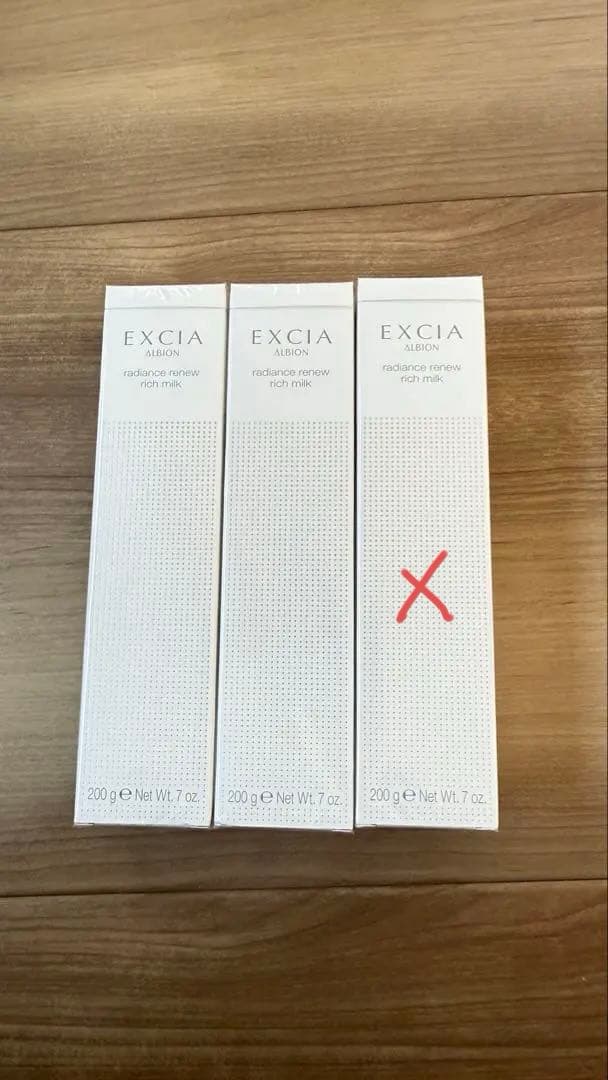 EXCIA
ALBION
radiance renew
rich milk
200 g ℮ Net Wt. 7 oz.
EXCIA
ALBION
radiance renew
rich milk
200 g ℮ Net Wt. 7 oz.
EXCIA
ALBION
radiance renew
rich milk
200 g ℮ Net Wt. 7 oz.